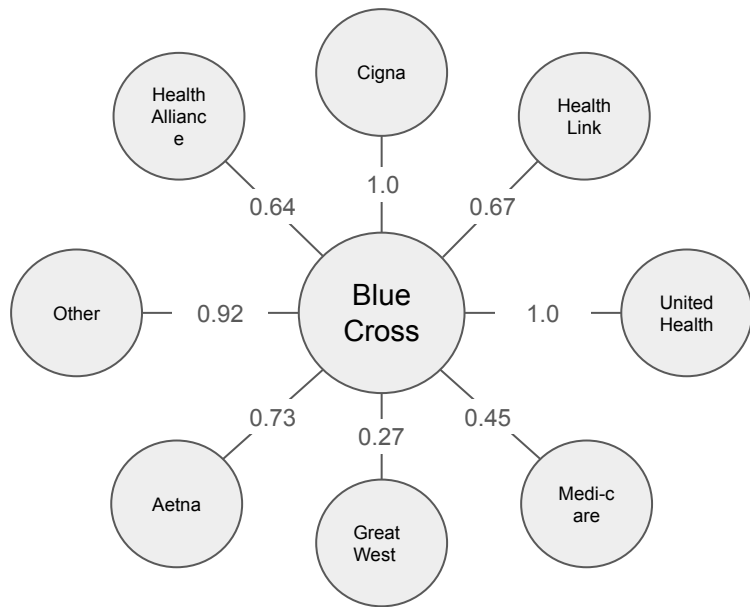 Cigna
Health
Allianc
e
Health
Link
1.0
0.64
0.67
Blue
Cross
Other
0.92
1.0
United
Health
0.73
0.45
0.27
Aetna
Great
West
Medi-c
are